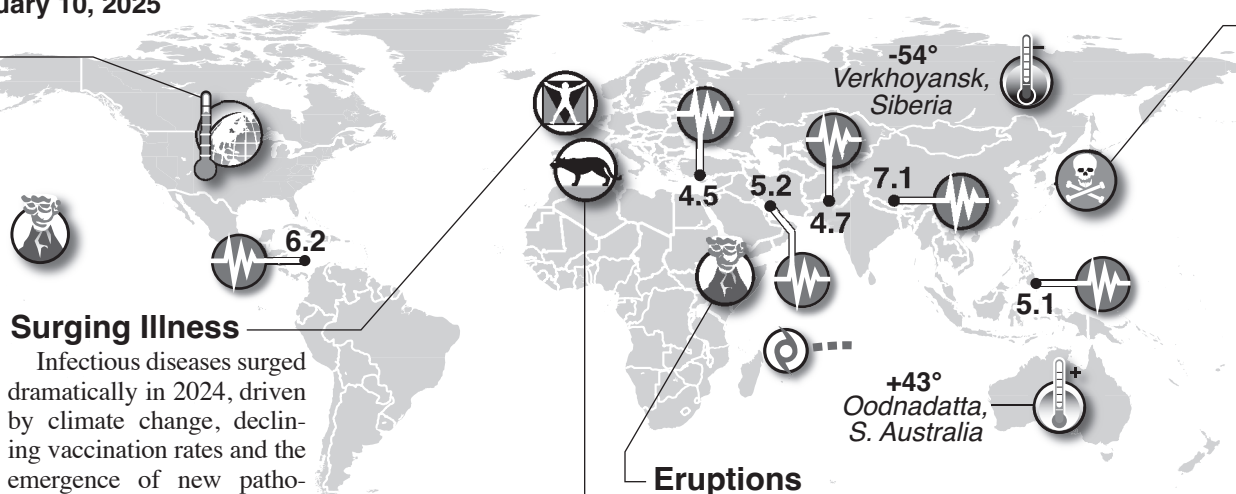 uary 10, 2025
-54°
Verkhoyansk,
Siberia
4.5
5.2
4.7
7.1
6.2
5.1
Surging Illness
Infectious diseases surged
dramatically in 2024, driven
by climate change, declin-
ing vaccination rates and the
emergence of new patho-
+43°
Oodnadatta,
S. Australia
Eruptions